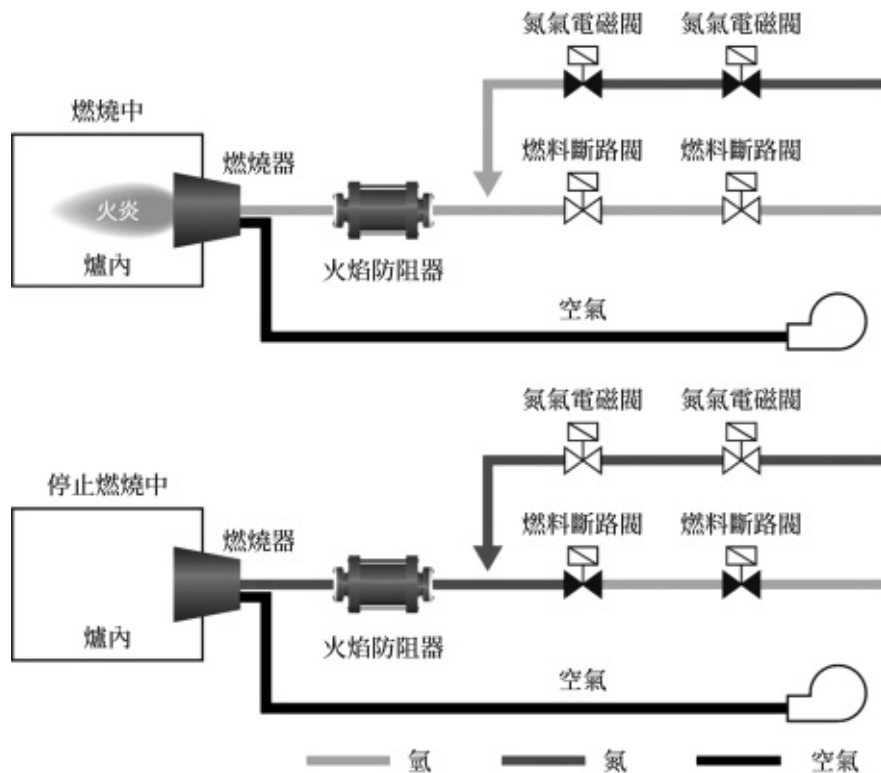 氮氣電磁閥 氮氣電磁閥
燃燒中
燃料斷路閥 燃料斷路閥
燃燒器
火炎
爐內
火焰防阻器
空氣
氮氣電磁閥 氮氣電磁閥
停止燃燒中
燃料斷路閥 燃料斷路閥
燃燒器
爐內
火焰防阻器
空氣
氫 氮 空氣